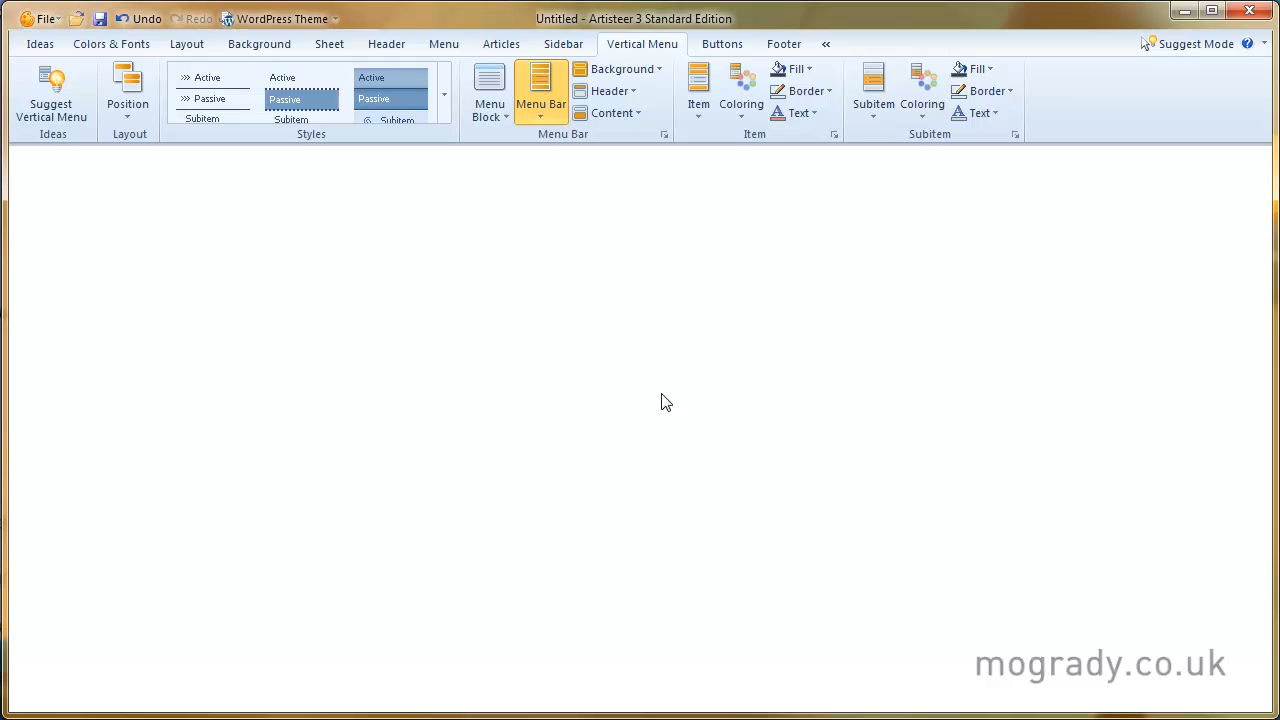 File
Undo
Redo
WordPress Theme
Untitled - Artisteer 3 Standard Edition
Ideas
Colors & Fonts
Layout
Background
Sheet
Header
Menu
Articles
Sidebar
Vertical Menu
Buttons
Footer
«
Suggest Mode
Suggest
Vertical Menu
Ideas
Position
Layout
>>> Active
>>> Passive
Subitem
Active
Passive
Subitem
Active
Passive
Subitem
Styles
Menu
Block
Menu Bar
Background
Header
Content
Menu Bar
Item
Coloring
Fill
Border
Text
Item
Subitem
Coloring
Fill
Border
Text
Subitem
mogrady.co.uk